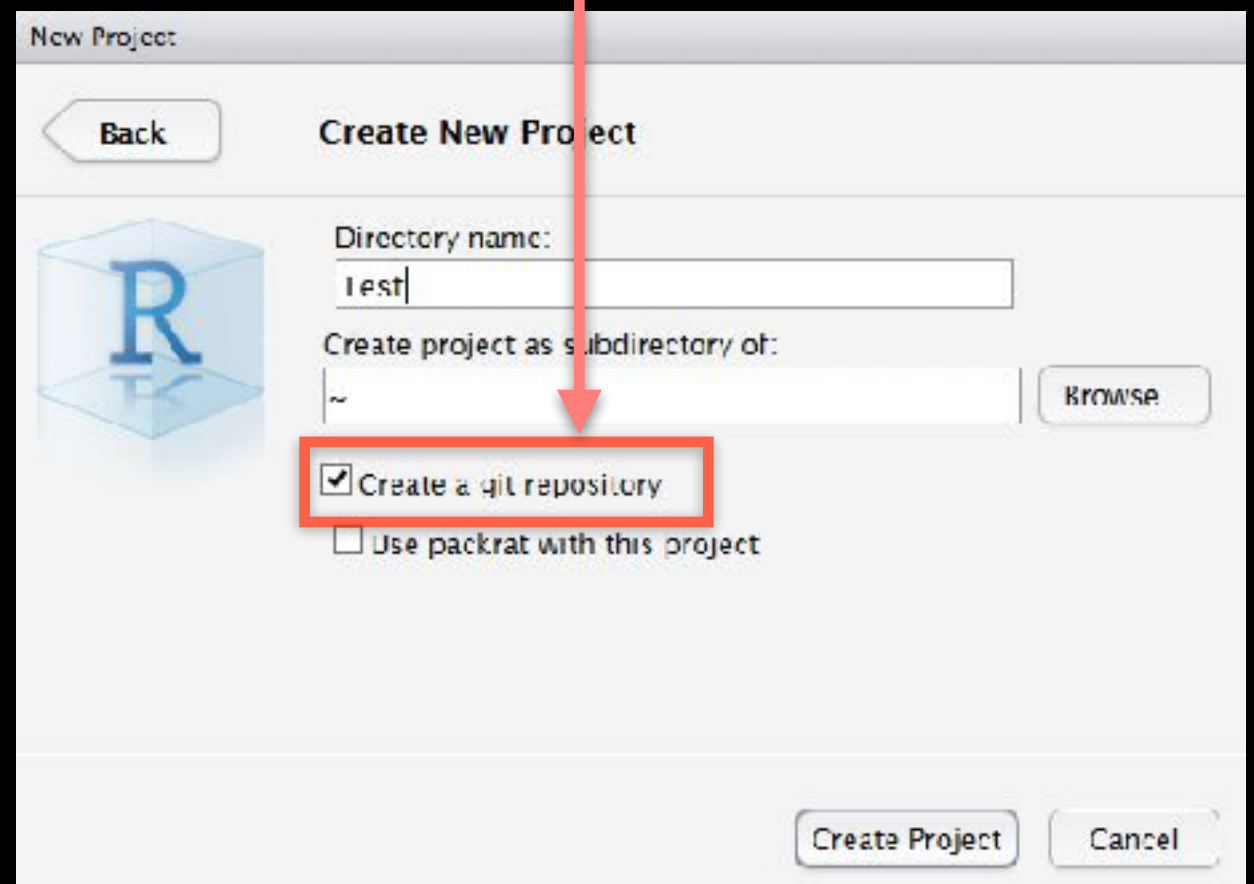 New Project
Back
Create New Project
R
Directory name:
Test
Create project as subdirectory of:
~
Browse
Create a git repository
Use packrat with this project
Create Project
Cancel